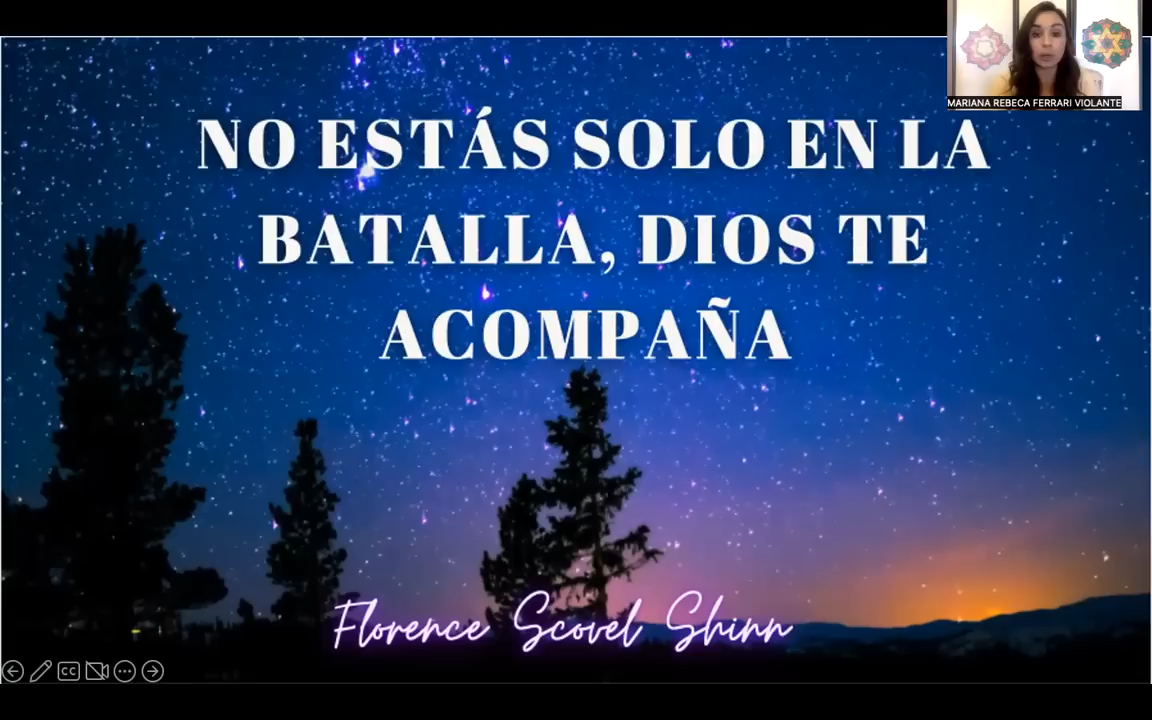 MARIANA REBECA FERRARI VIOLANTE
NO ESTÁS SOLO EN LA
BATALLA, DIOS TE
ACOMPAÑA
Florence Scovel Shinn
CC